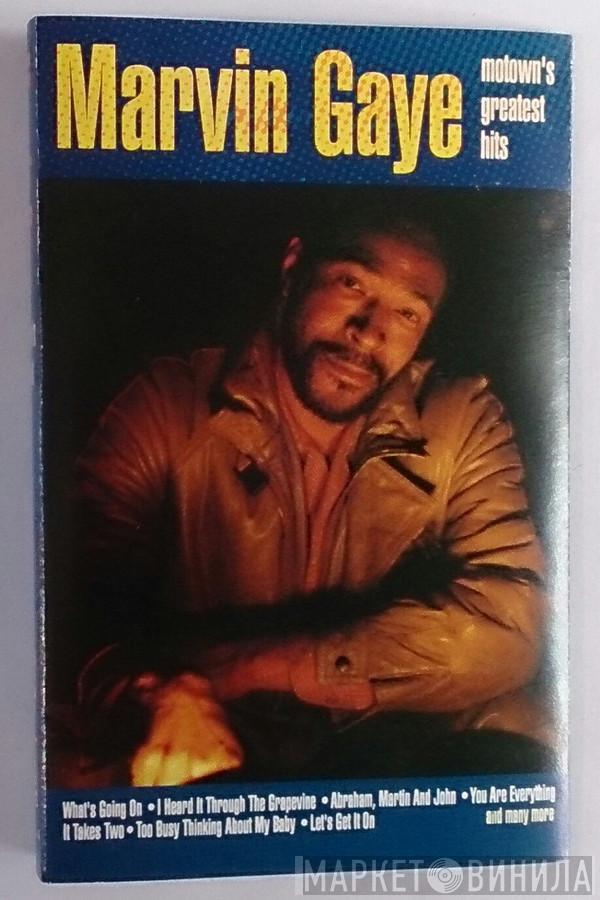 Marvin Gaye
motown's
greatest
hits
What's Going On • I Heard It Through The Grapevine • Abraham, Martin And John • You Are Everything
It Takes Two • Too Busy Thinking About My Baby • Let's Get It On
and many more
МАРКЕТ ВИНИЛА